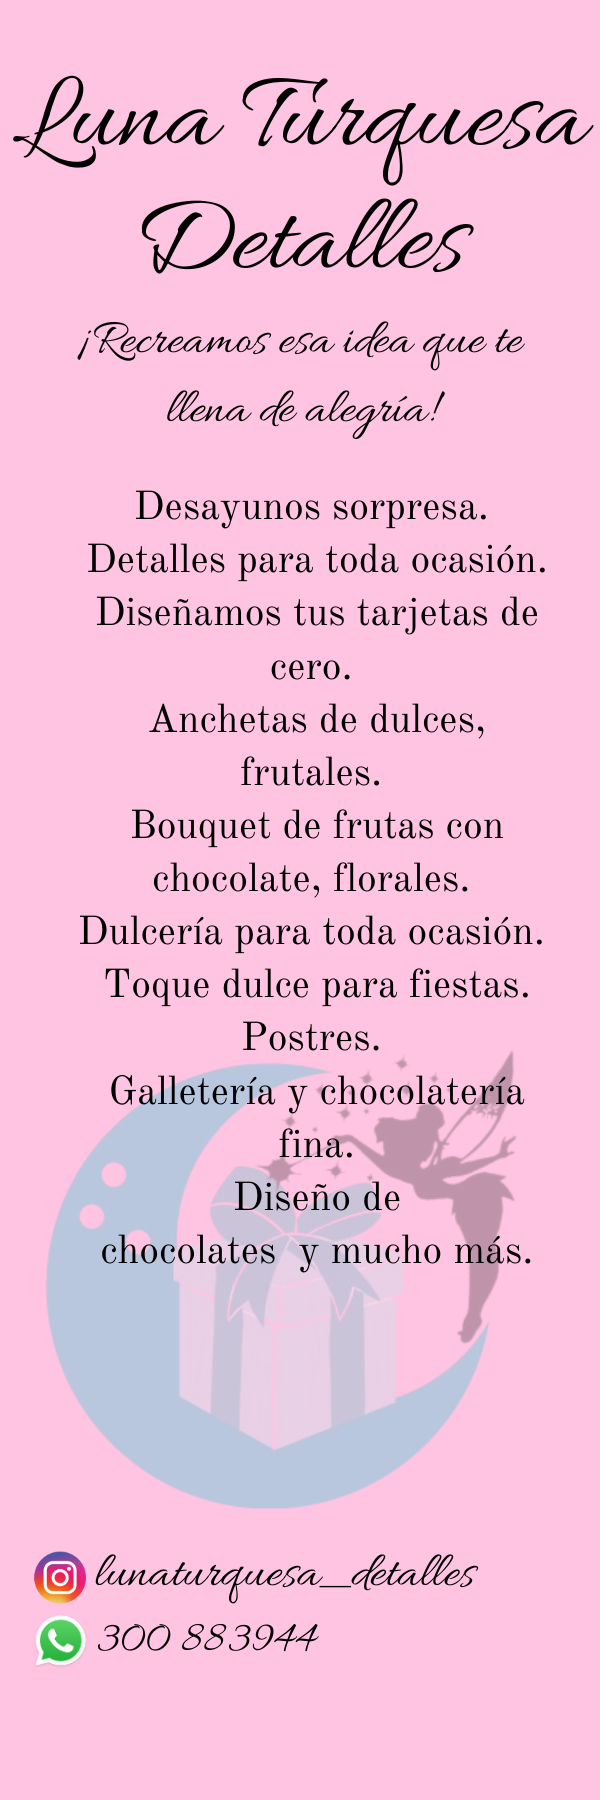 Luna Turquesa
Detalles
¡Recreamos esa idea que te
llena de alegría!
Desayunos sorpresa.
Detalles para toda ocasión.
Diseñamos tus tarjetas de
cero.
Anchetas de dulces,
frutales.
Bouquet de frutas con
chocolate, florales.
Dulcería para toda ocasión.
Toque dulce para fiestas.
Postres.
Galletería y chocolatería
fina.
Diseño de
chocolates  y mucho más.
lunaturquesa_detalles
300 883944